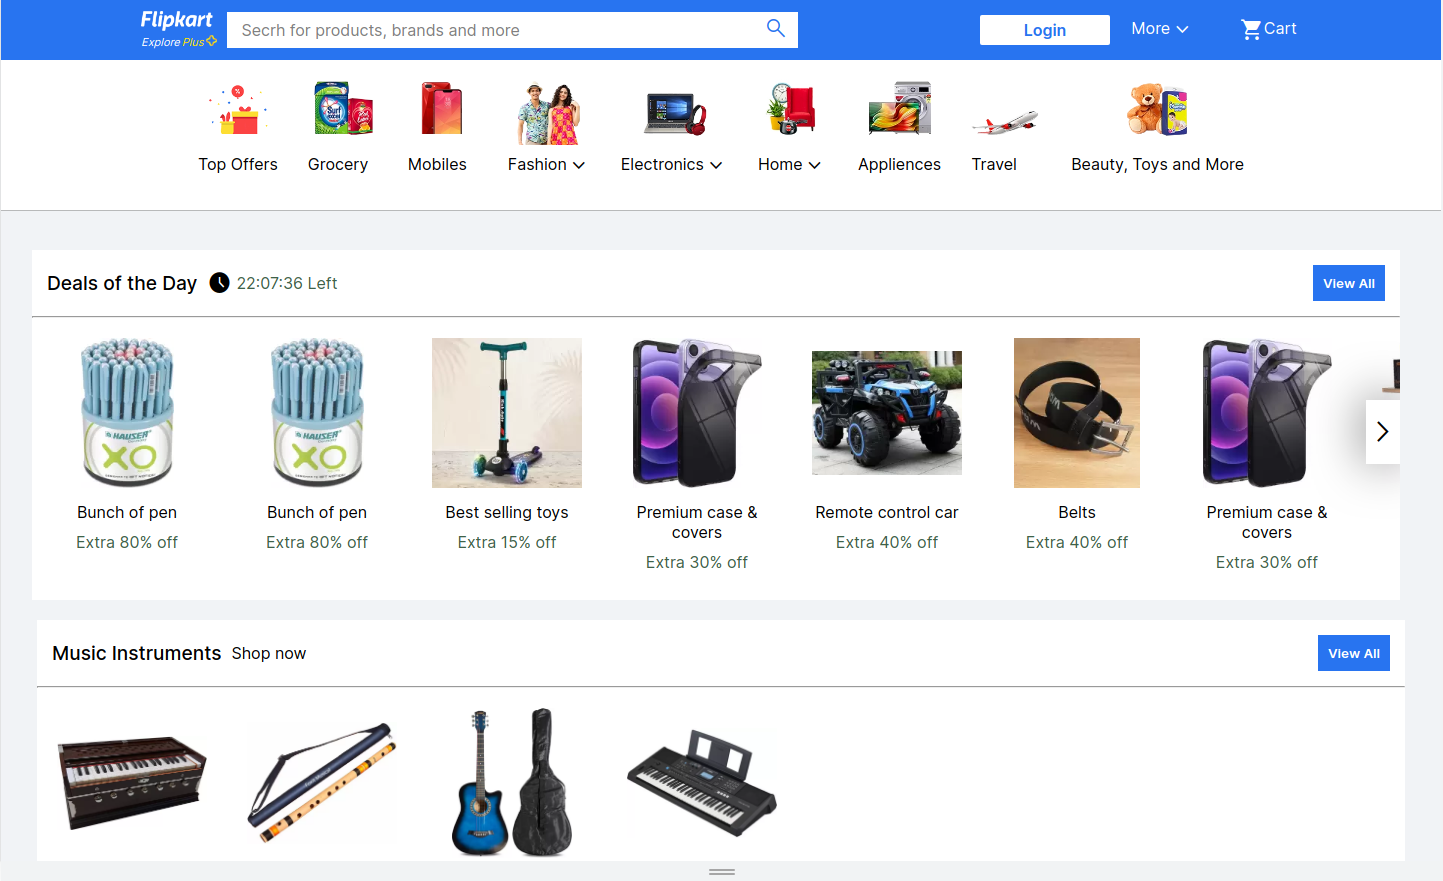 Flipkart
Explore Plus
Secrh for products, brands and more
Login
More
Cart
Top Offers
Grocery
Mobiles
Fashion
Electronics
Home
Appliences
Travel
Beauty, Toys and More
Deals of the Day
22:07:36 Left
View All
HAUSER
XO
HAUSER
XO
Bunch of pen
Extra 80% off
Bunch of pen
Extra 80% off
Best selling toys
Extra 15% off
Premium case &
covers
Extra 30% off
Remote control car
Extra 40% off
Belts
Extra 40% off
Premium case &
covers
Extra 30% off
Music Instruments
Shop now
View All